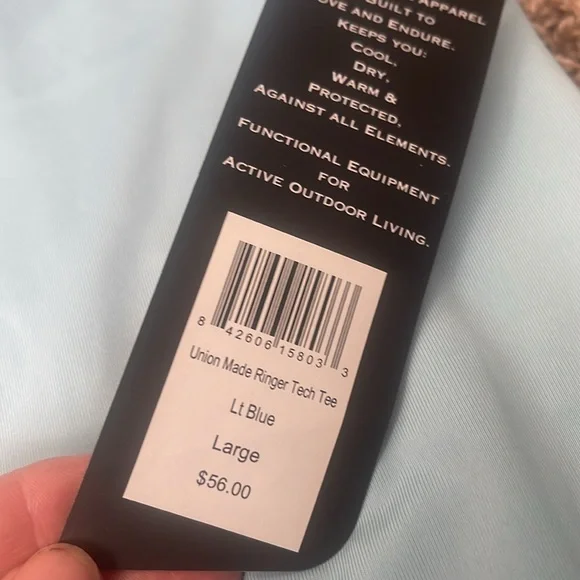 APPAREL
BUILT TO
AND ENDURE.
KEEPS YOU:
COOL,
DRY,
WARM &
PROTECTED,
AGAINST ALL ELEMENTS.
FUNCTIONAL EQUIPMENT
FOR
ACTIVE OUTDOOR LIVING.
8 42606 15803 3
Union Made Ringer Tech Tee
Lt Blue
Large
$56.00